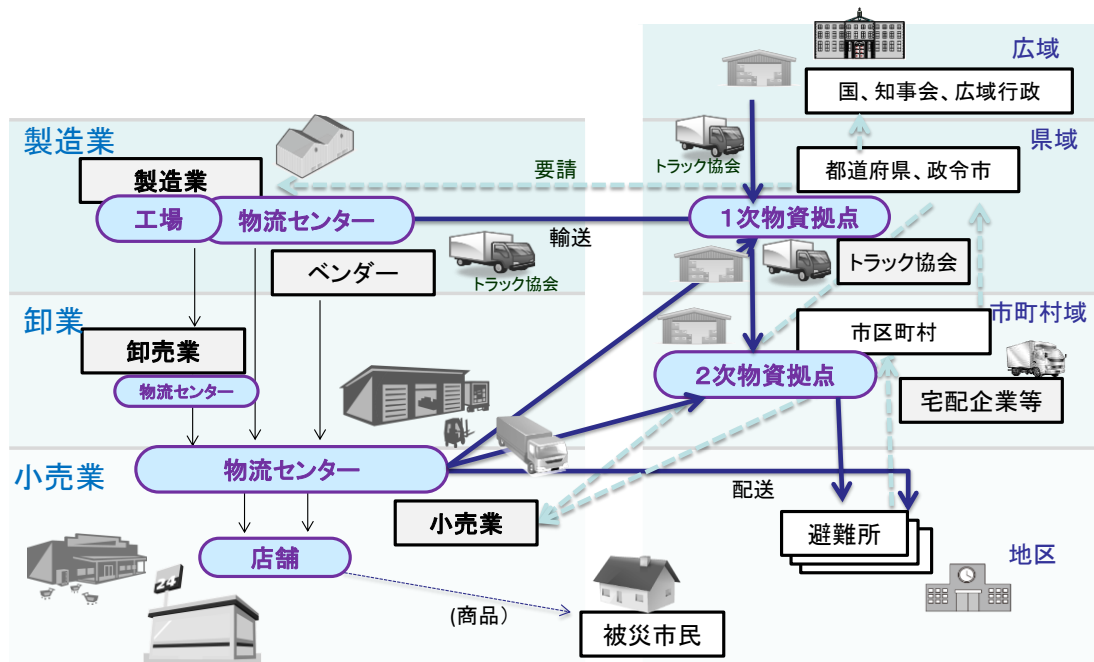 広域
国、知事会、広域行政
製造業
県域
トラック協会
製造業
要請
都道府県、政令市
工場
物流センター
1次物資拠点
輸送
ベンダー
トラック協会
トラック協会
卸業
市町村域
市区町村
卸売業
2次物資拠点
物流センター
宅配企業等
物流センター
小売業
配送
小売業
避難所
店舗
地区
24
(商品)
被災市民